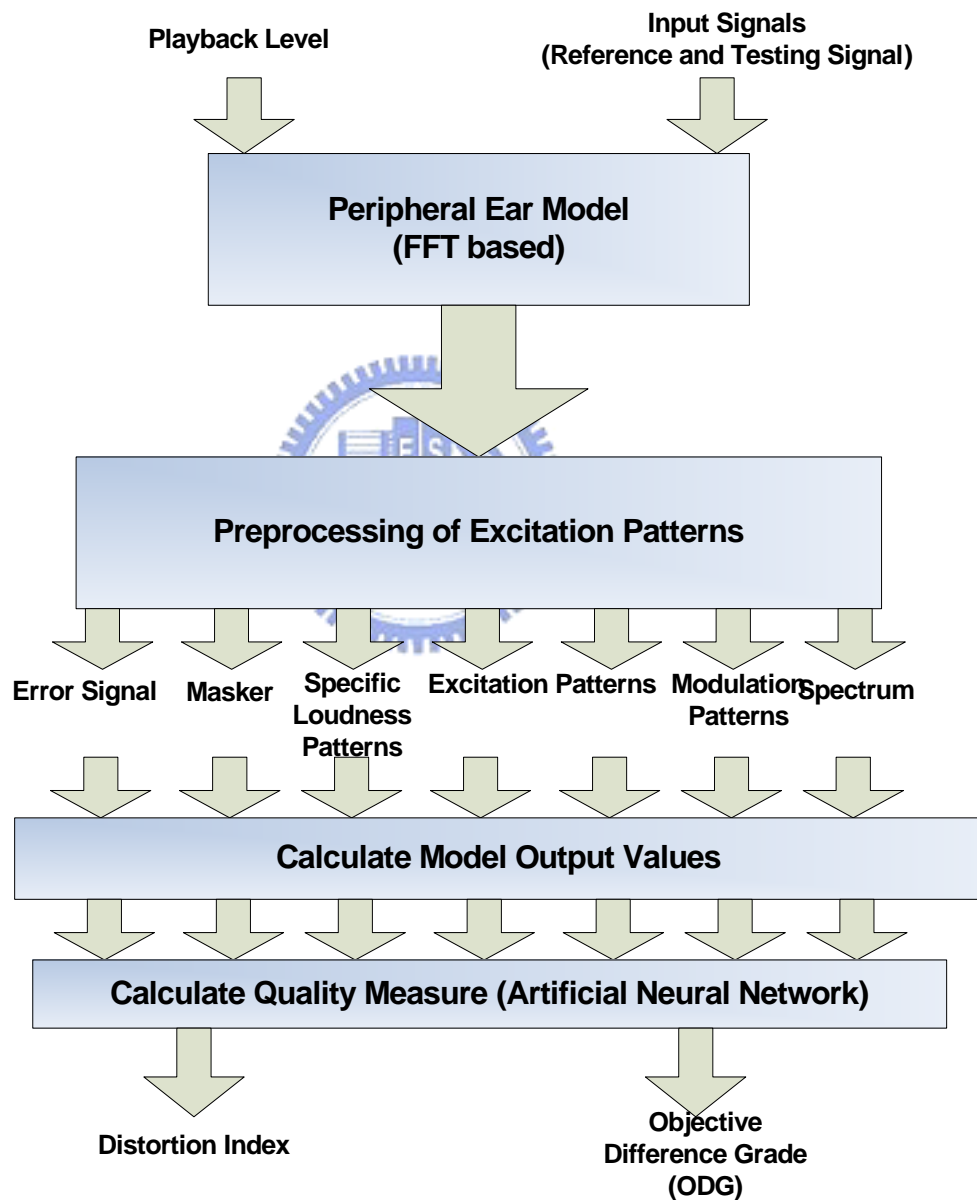 Playback Level
Input Signals
(Reference and Testing Signal)
Peripheral Ear Model
(FFT based)
E S
Preprocessing of Excitation Patterns
Error Signal
Masker
Specific
Loudness
Patterns
Excitation Patterns
Modulation
Patterns
Spectrum
Calculate Model Output Values
Calculate Quality Measure (Artificial Neural Network)
Distortion Index
Objective
Difference Grade
(ODG)